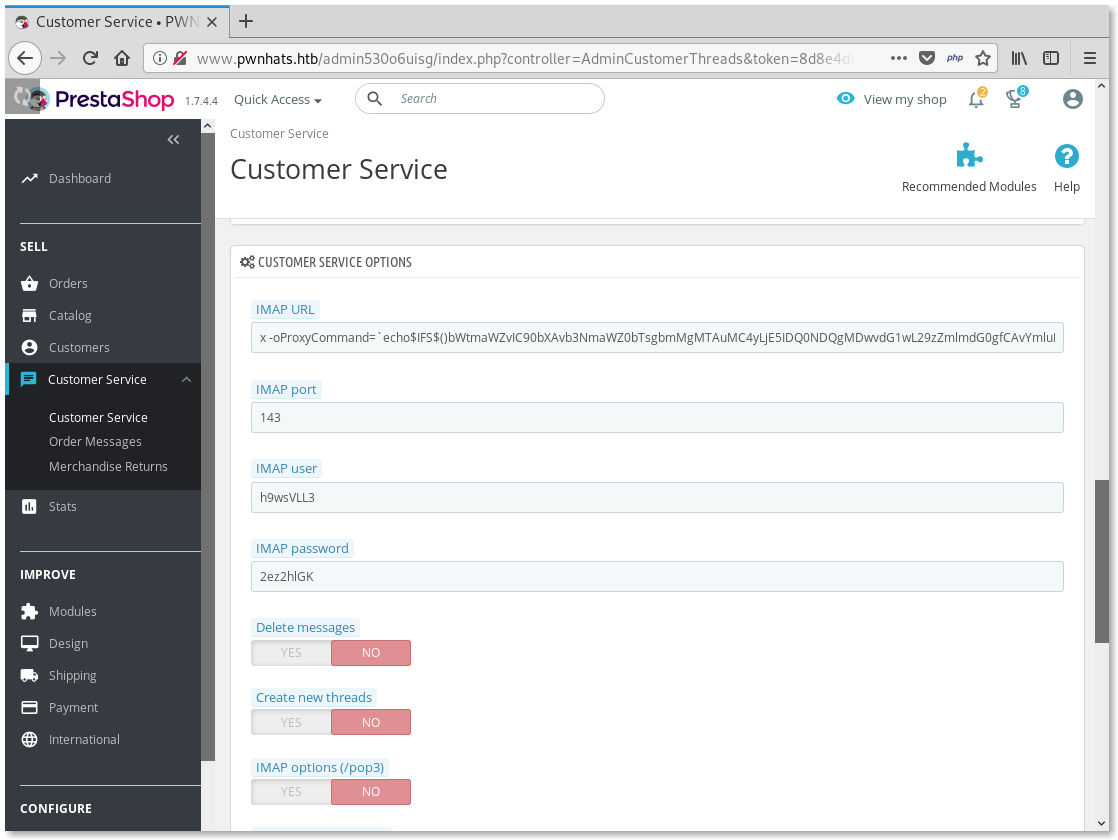 Customer Service • PWN
www.pwnhats.htb/admin530o6uisg/index.php?controller=AdminCustomerThreads&token=8d8e4d
php
PrestaShop 1.7.4.4
Quick Access
Search
View my shop
2
8
Dashboard
SELL
Orders
Catalog
Customers
Customer Service
Customer Service
Order Messages
Merchandise Returns
Stats
IMPROVE
Modules
Design
Shipping
Payment
International
CONFIGURE
Customer Service
Customer Service
Recommended Modules
Help
CUSTOMER SERVICE OPTIONS
IMAP URL
IMAP port
143
IMAP user
h9wsVLL3
IMAP password
2ez2hlGK
Delete messages
YES NO
Create new threads
YES NO
IMAP options (/pop3)
YES NO